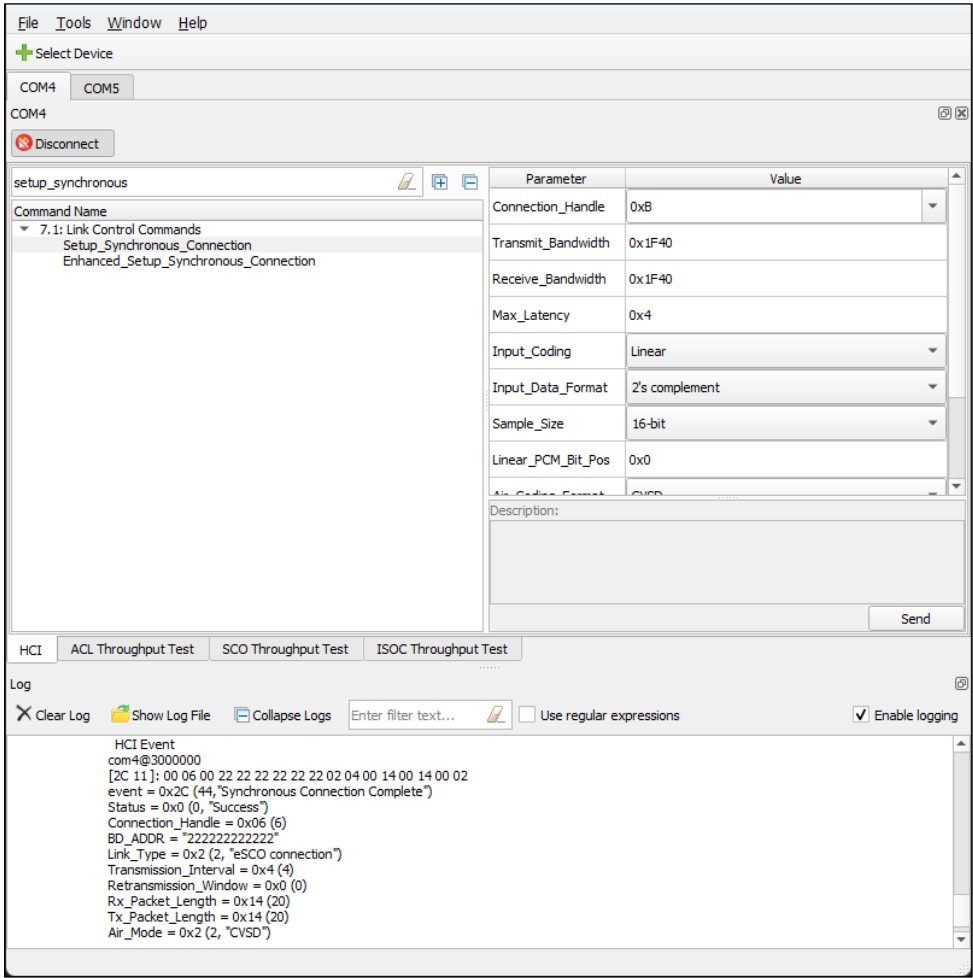 File Tools Window Help
Select Device
COM4 COM5
COM4
Disconnect
setup_synchronous
Command Name
7.1: Link Control Commands
Setup_Synchronous_Connection
Enhanced_Setup_Synchronous_Connection
Parameter Value
Connection_Handle 0xB
Transmit_Bandwidth 0x1F40
Receive_Bandwidth 0x1F40
Max_Latency 0x4
Input_Coding Linear
Input_Data_Format 2's complement
Sample_Size 16-bit
Linear_PCM_Bit_Pos 0x0
Air_Coding_Format CVSD
Description:
Send
HCI ACL Throughput Test SCO Throughput Test ISOC Throughput Test
Log
Clear Log Show Log File Collapse Logs Enter filter text... Use regular expressions Enable logging
HCI Event
com4@3000000
[2C 11]: 00 06 00 22 22 22 22 22 22 02 04 00 14 00 14 00 02
event = 0x2C (44,"Synchronous Connection Complete")
Status = 0x0 (0, "Success")
Connection_Handle = 0x06 (6)
BD_ADDR = "222222222222"
Link_Type = 0x2 (2, "eSCO connection")
Transmission_Interval = 0x4 (4)
Retransmission_Window = 0x0 (0)
Rx_Packet_Length = 0x14 (20)
Tx_Packet_Length = 0x14 (20)
Air_Mode = 0x2 (2, "CVSD")